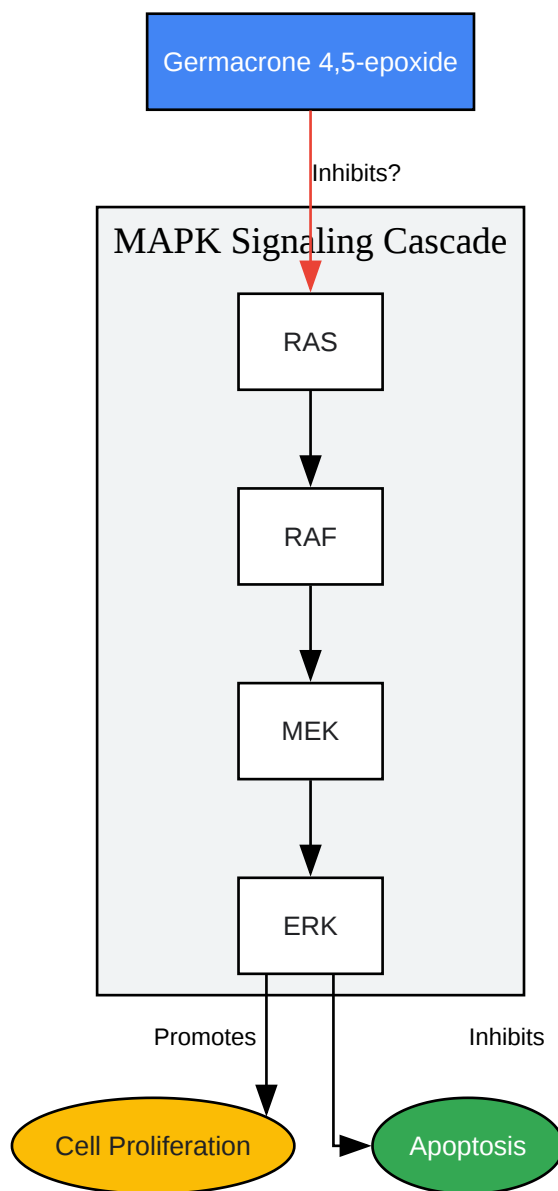 Germacrone 4,5-epoxide
Inhibits?
MAPK Signaling Cascade
RAS
RAF
MEK
ERK
Promotes
Inhibits
Cell Proliferation
Apoptosis